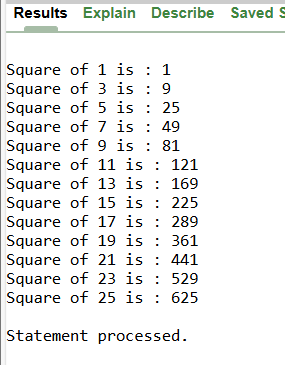 Results Explain Describe Saved S
Square of 1 is : 1
Square of 3 is : 9
Square of 5 is : 25
Square of 7 is : 49
Square of 9 is : 81
Square of 11 is : 121
Square of 13 is : 169
Square of 15 is : 225
Square of 17 is : 289
Square of 19 is : 361
Square of 21 is : 441
Square of 23 is : 529
Square of 25 is : 625
Statement processed.